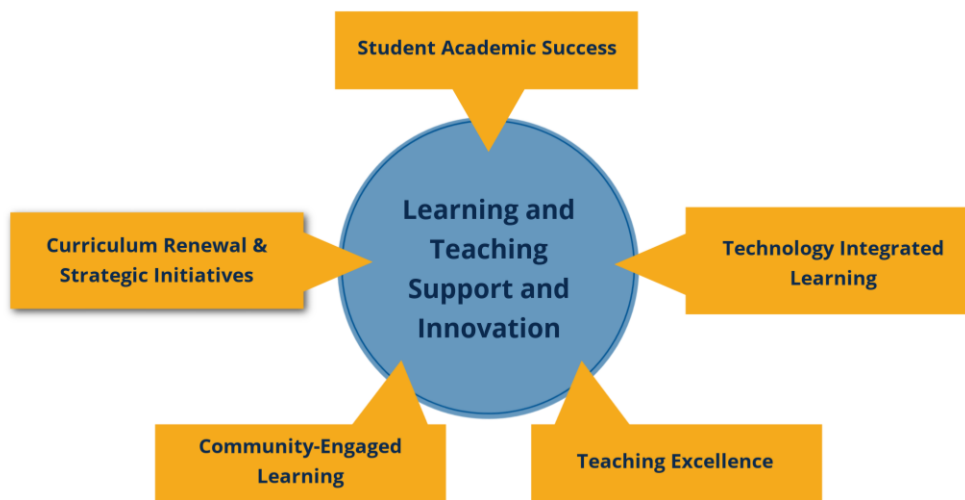 Student Academic Success
Learning and
Teaching
Support and
Innovation
Curriculum Renewal &
Strategic Initiatives
Technology Integrated
Learning
Community-Engaged
Learning
Teaching Excellence